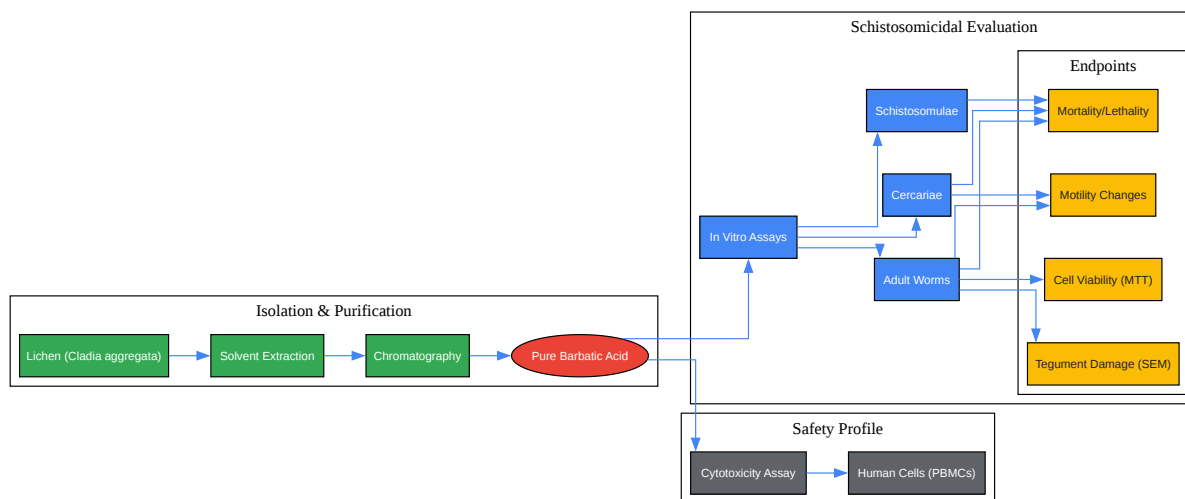 Schistosomicidal Evaluation
Endpoints
Schistosomulae
Mortality/Lethality
Cercariae
Motility Changes
In Vitro Assays
Adult Worms
Cell Viability (MTT)
Isolation & Purification
Lichen (Cladia aggregata)
Solvent Extraction
Chromatography
Pure Barbatic Acid
Tegument Damage (SEM)
Safety Profile
Cytotoxicity Assay
Human Cells (PBMCs)